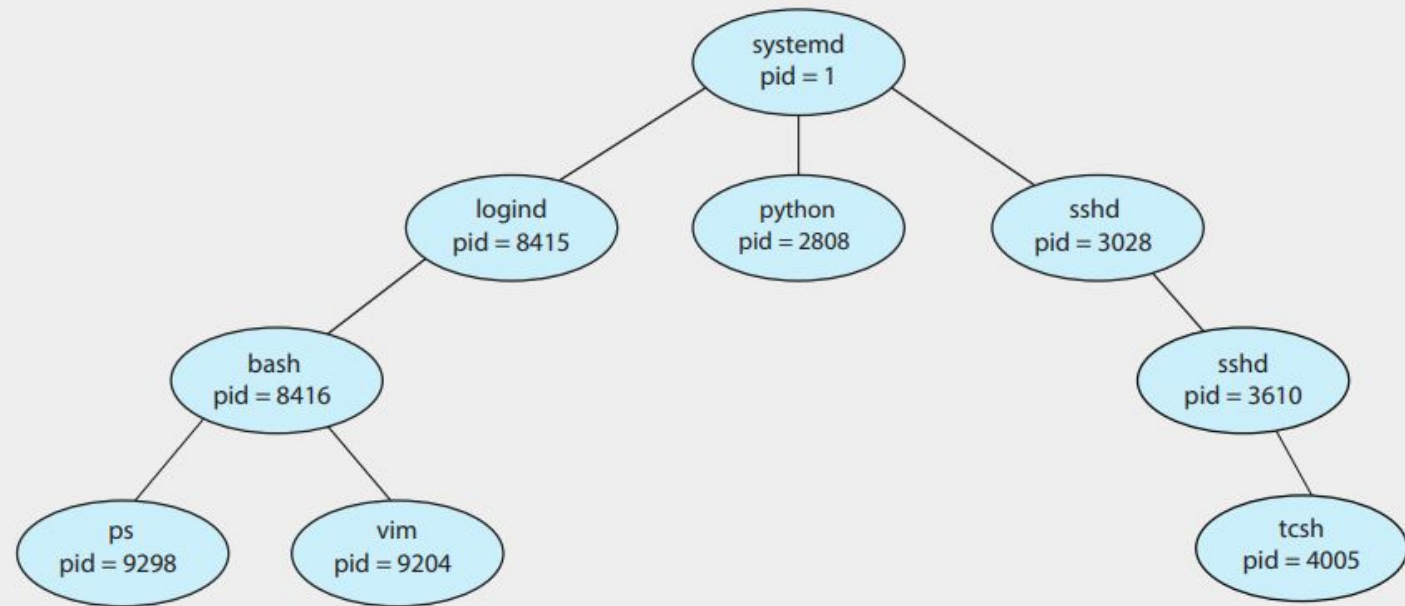 systemd
pid = 1
logind
pid = 8415
python
pid = 2808
sshd
pid = 3028
bash
pid = 8416
sshd
pid = 3610
ps
pid = 9298
vim
pid = 9204
tcsh
pid = 4005